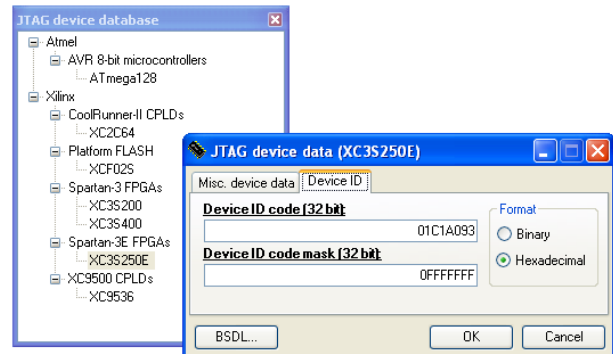 JTAG device database
Atmel
AVR 8-bit microcontrollers
ATmega128
Xilinx
CoolRunner-II CPLDs
XC2C64
Platform FLASH
XCF02S
Spartan-3 FPGAs
XC3S200
XC3S400
Spartan-3E FPGAs
XC3S250E
XC9500 CPLDs
XC9536
JTAG device data (XC3S250E)
Misc. device data
Device ID
Device ID code (32 bit):
01C1A093
Device ID code mask (32 bit):
0FFFFFFF
Format
Binary
Hexadecimal
BSDL...
OK
Cancel